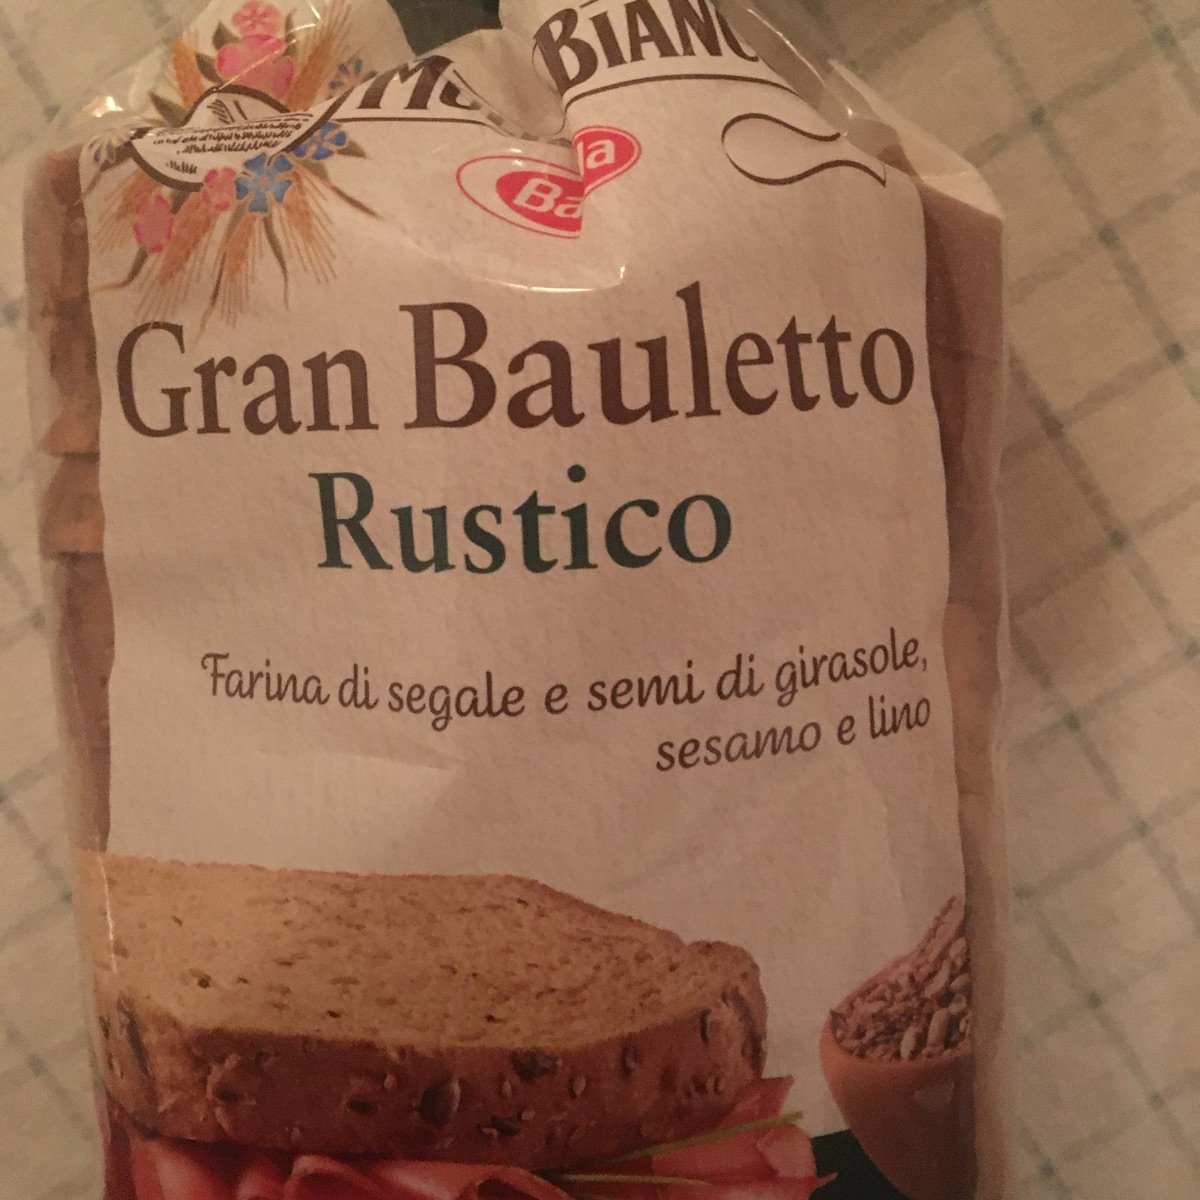 Gran Bauletto
Rustico
Farina di segale e semi di girasole,
sesamo e lino